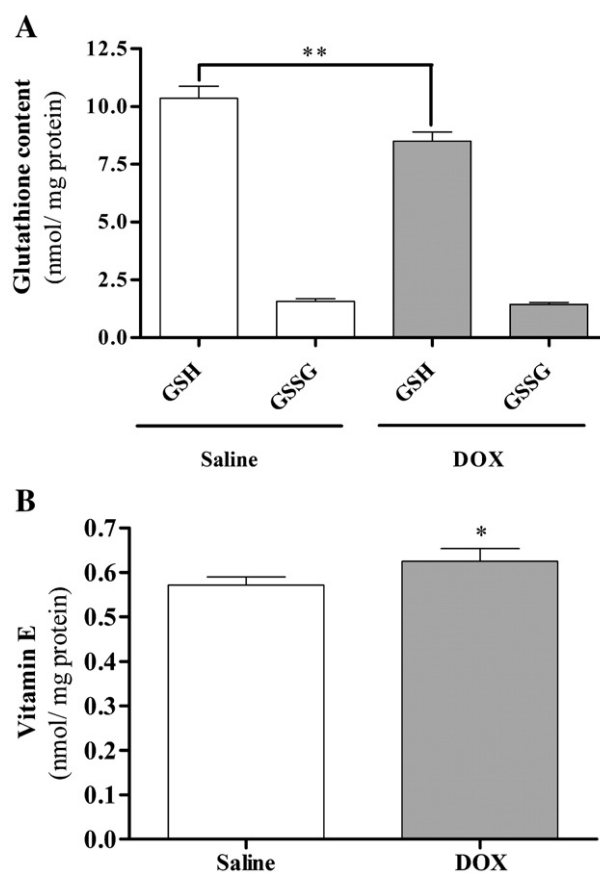 A
**
12.5
10.0
7.5
5.0
2.5
0.0
Glutathione content
(nmol/ mg protein)
GSH
GSSG
GSH
GSSG
Saline
DOX
B
*
0.7
0.6
0.5
0.4
0.3
0.2
0.1
0.0
Vitamin E
(nmol/ mg protein)
Saline
DOX